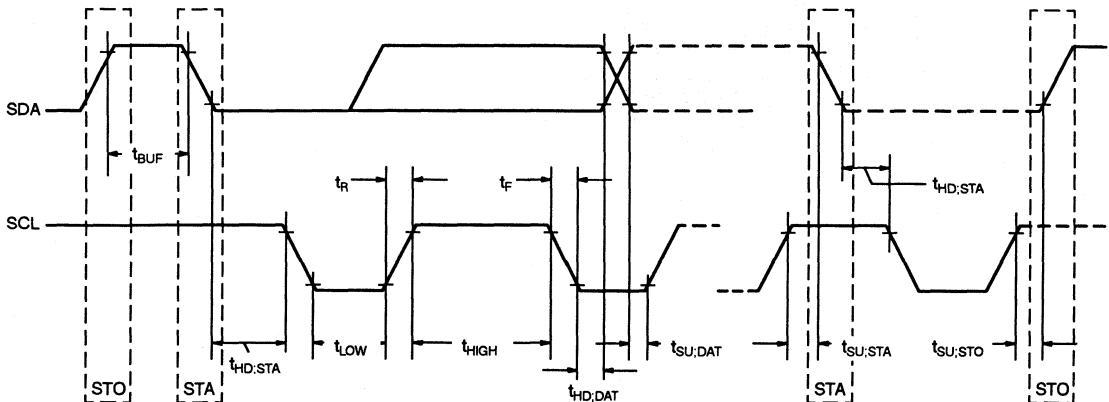 SDA
tBUF
tR
tF
tHD;STA
SCL
tHD;STA
tLOW
tHIGH
tHD;DAT
tSU;DAT
tSU;STA
tSU;STO
STO
STA
STA
STO